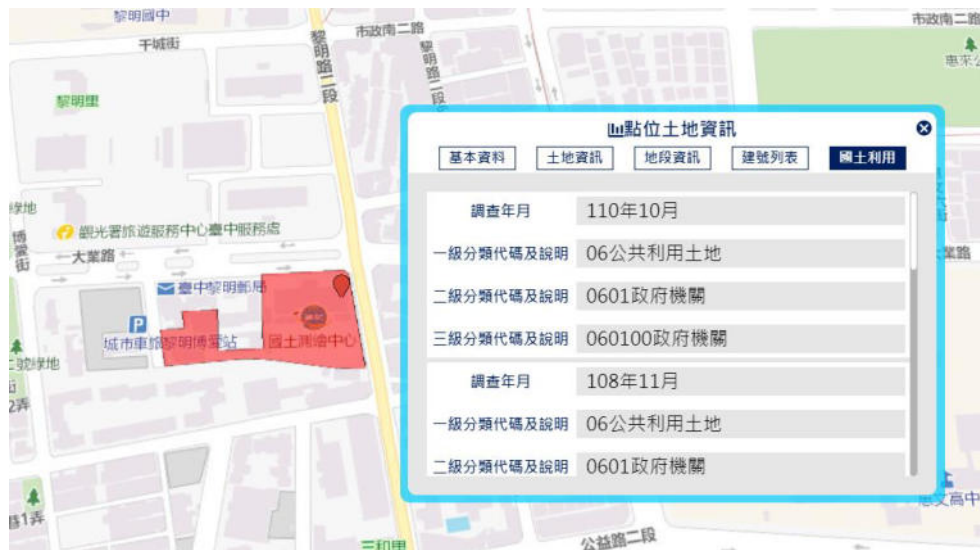 黎明國中
干城街
黎明路二段
市政南二路
黎明路二段
市政南二路
惠來公
黎明里
點位土地資訊
基本資料
土地資訊
地段資訊
建號列表
國土利用
調查年月
110年10月
一級分類代碼及說明
06公共利用土地
二級分類代碼及說明
0601政府機關
三級分類代碼及說明
060100政府機關
調查年月
108年11月
一級分類代碼及說明
06公共利用土地
二級分類代碼及說明
0601政府機關
博愛街
觀光署旅遊服務中心臺中服務處
大業路
業路
臺中黎明郵局
P
城市車旅黎明博愛站
國土測繪中心
號綠地
2弄
巷1弄
三和里
公益路二段
惠文高中